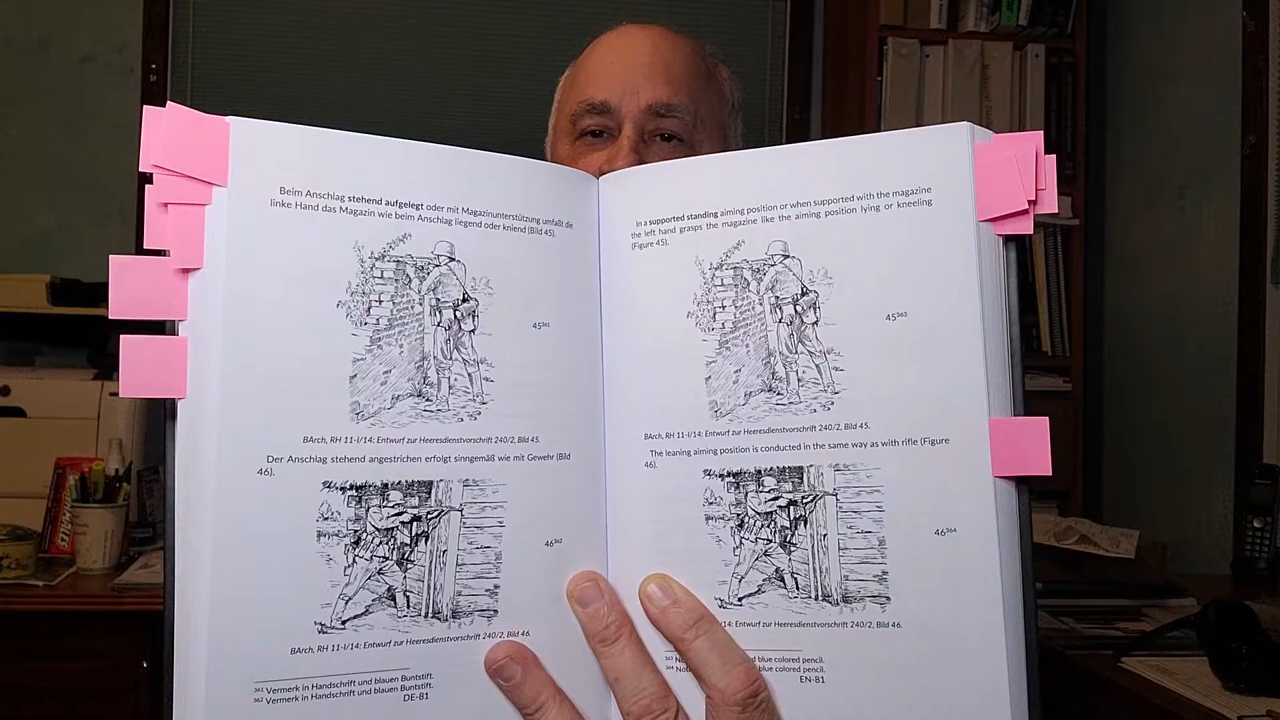 Beim Anschlag stehend aufgelegt oder mit Magazinunterstützung umfaßt die
linke Hand das Magazin wie beim Anschlag liegend oder kniend (Bild 45).
45361
BArch, RH 11-I/14: Entwurf zur Heeresdienstvorschrift 240/2, Bild 45.
Der Anschlag stehend angestrichen erfolgt sinngemäß wie mit Gewehr (Bild
46).
46362
BArch, RH 11-I/14: Entwurf zur Heeresdienstvorschrift 240/2, Bild 46.
361 Vermerk in Handschrift und blauen Buntstift.
362 Vermerk in Handschrift und blauen Buntstift.
DE-81
In a supported standing aiming position or when supported with the magazine
the left hand grasps the magazine like the aiming position lying or kneeling
(Figure 45).
45363
BArch, RH 11-I/14: Entwurf zur Heeresdienstvorschrift 240/2, Bild 45.
The leaning aiming position is conducted in the same way as with rifle (Figure
46).
46364
/14: Entwurf zur Heeresdienstvorschrift 240/2, Bild 46.
363 blue colored pencil.
364 blue colored pencil.
EN-81